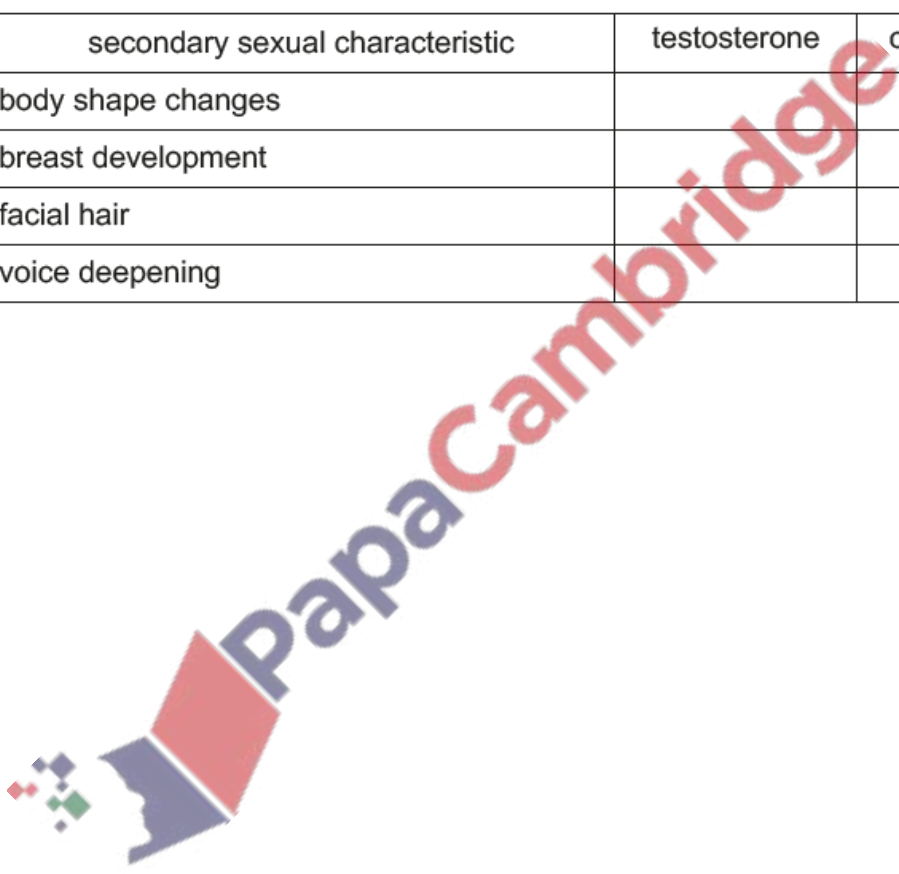 secondary sexual characteristic testosterone
body shape changes
breast development
facial hair
voice deepening
PapaCambridge